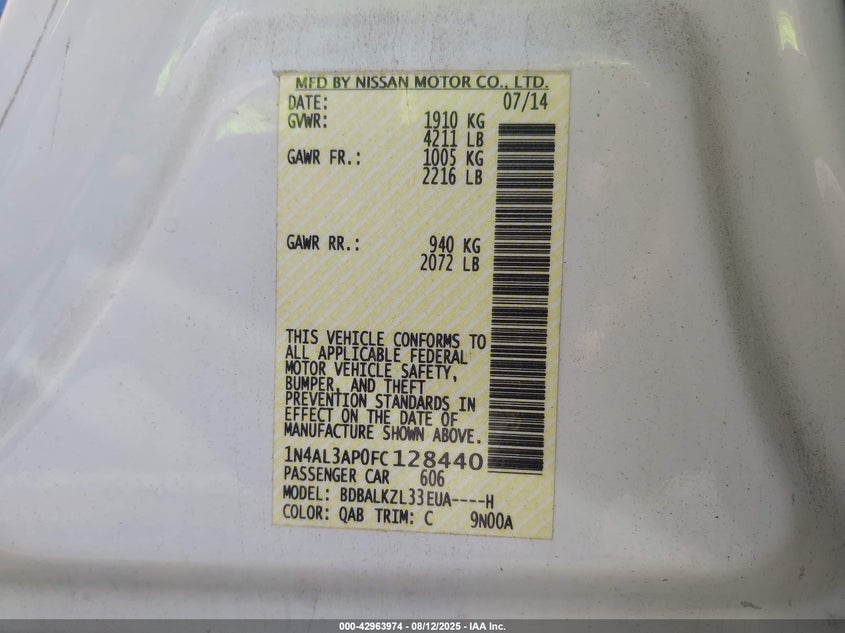 MFD BY NISSAN MOTOR CO., LTD.
DATE: 07/14
GVWR: 1910 KG
4211 LB
GAWR FR.: 1005 KG
2216 LB
GAWR RR.: 940 KG
2072 LB
THIS VEHICLE CONFORMS TO
ALL APPLICABLE FEDERAL
MOTOR VEHICLE SAFETY,
BUMPER, AND THEFT
PREVENTION STANDARDS IN
EFFECT ON THE DATE OF
MANUFACTURE SHOWN ABOVE.
1N4AL3AP0FC128440
PASSENGER CAR 606
MODEL: BDBALKZL33EUA----H
COLOR: QAB TRIM: C 9N00A
000-42963974 - 08/12/2025 - IAA Inc.